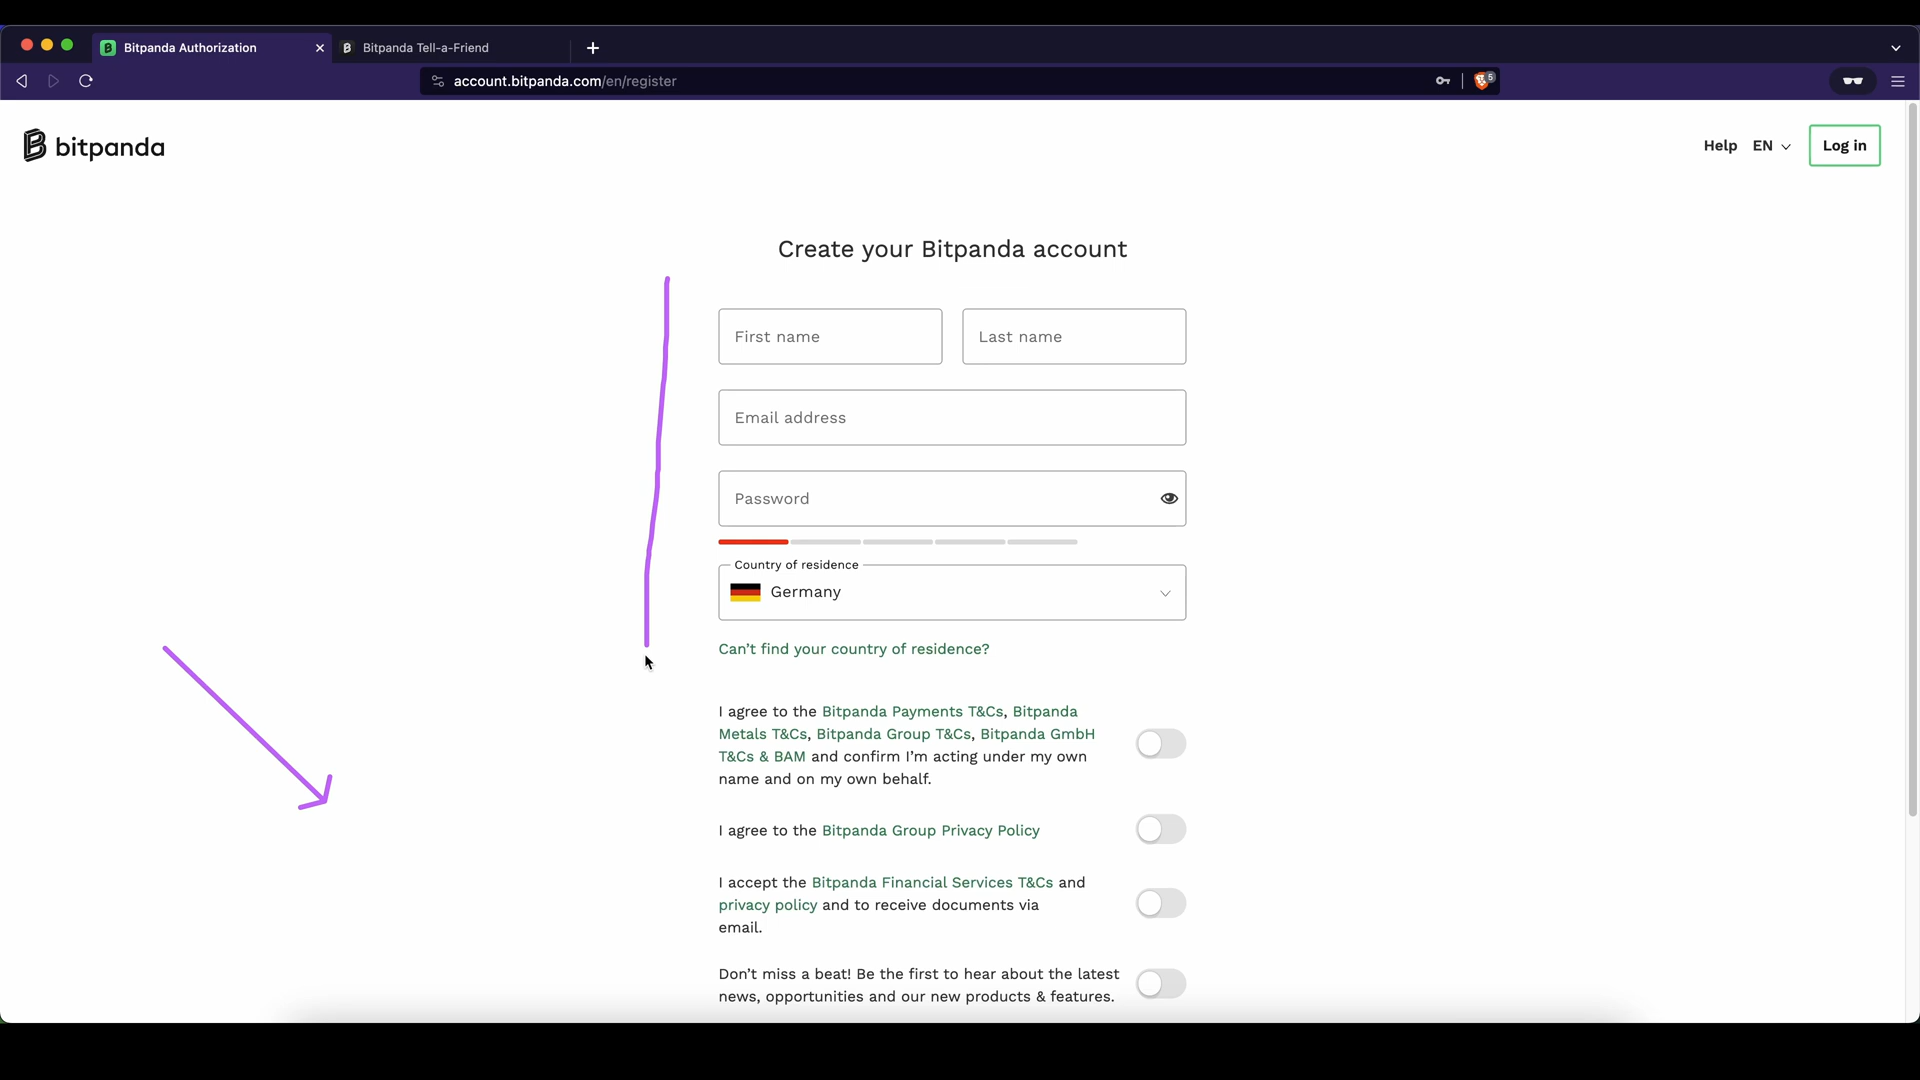 Bitpanda Authorization
Bitpanda Tell-a-Friend
account.bitpanda.com/en/register
5
bitpanda
Help
EN
Log in
Create your Bitpanda account
First name
Last name
Email address
Password
Country of residence
Germany
Can’t find your country of residence?
I agree to the Bitpanda Payments T&Cs, Bitpanda
Metals T&Cs, Bitpanda Group T&Cs, Bitpanda GmbH
T&Cs & BAM and confirm I’m acting under my own
name and on my own behalf.
I agree to the Bitpanda Group Privacy Policy
I accept the Bitpanda Financial Services T&Cs and
privacy policy and to receive documents via
email.
Don’t miss a beat! Be the first to hear about the latest
news, opportunities and our new products & features.